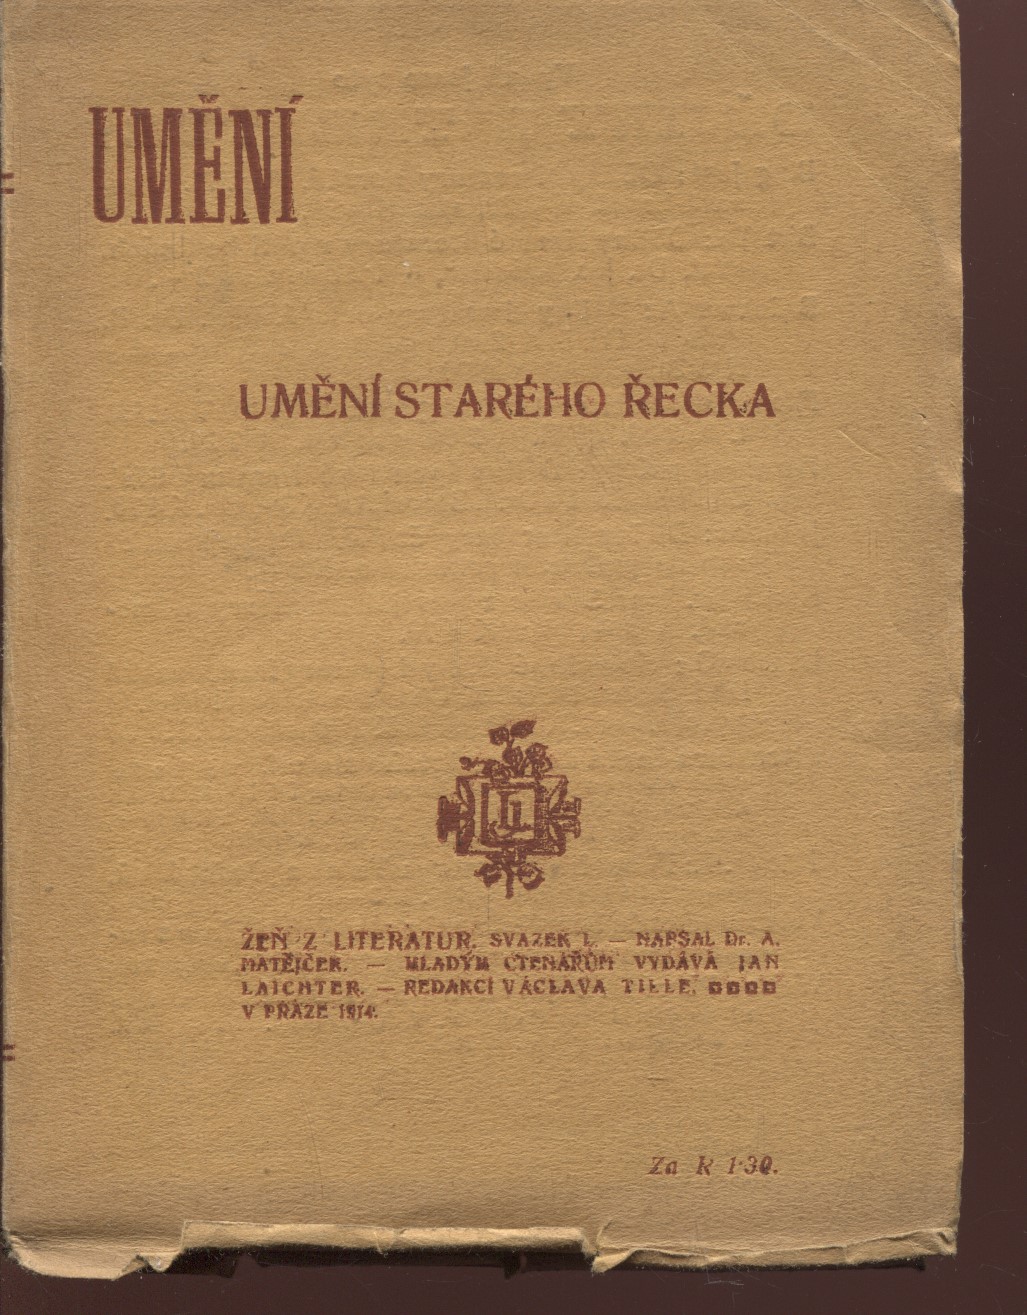 UMĚNÍ
UMĚNÍ STARÉHO ŘECKA
JL
ŽEŇ Z LITERATUR. SVAZEK L. — NAPSAL Dr. A.
MATĚJČEK. — MLADÝM ČTENÁŘŮM VYDÁVÁ JAN
LAICHTER. — REDAKCÍ VÁCLAVA TILLE.
V PRAZE 1914.
Za K 1·30.